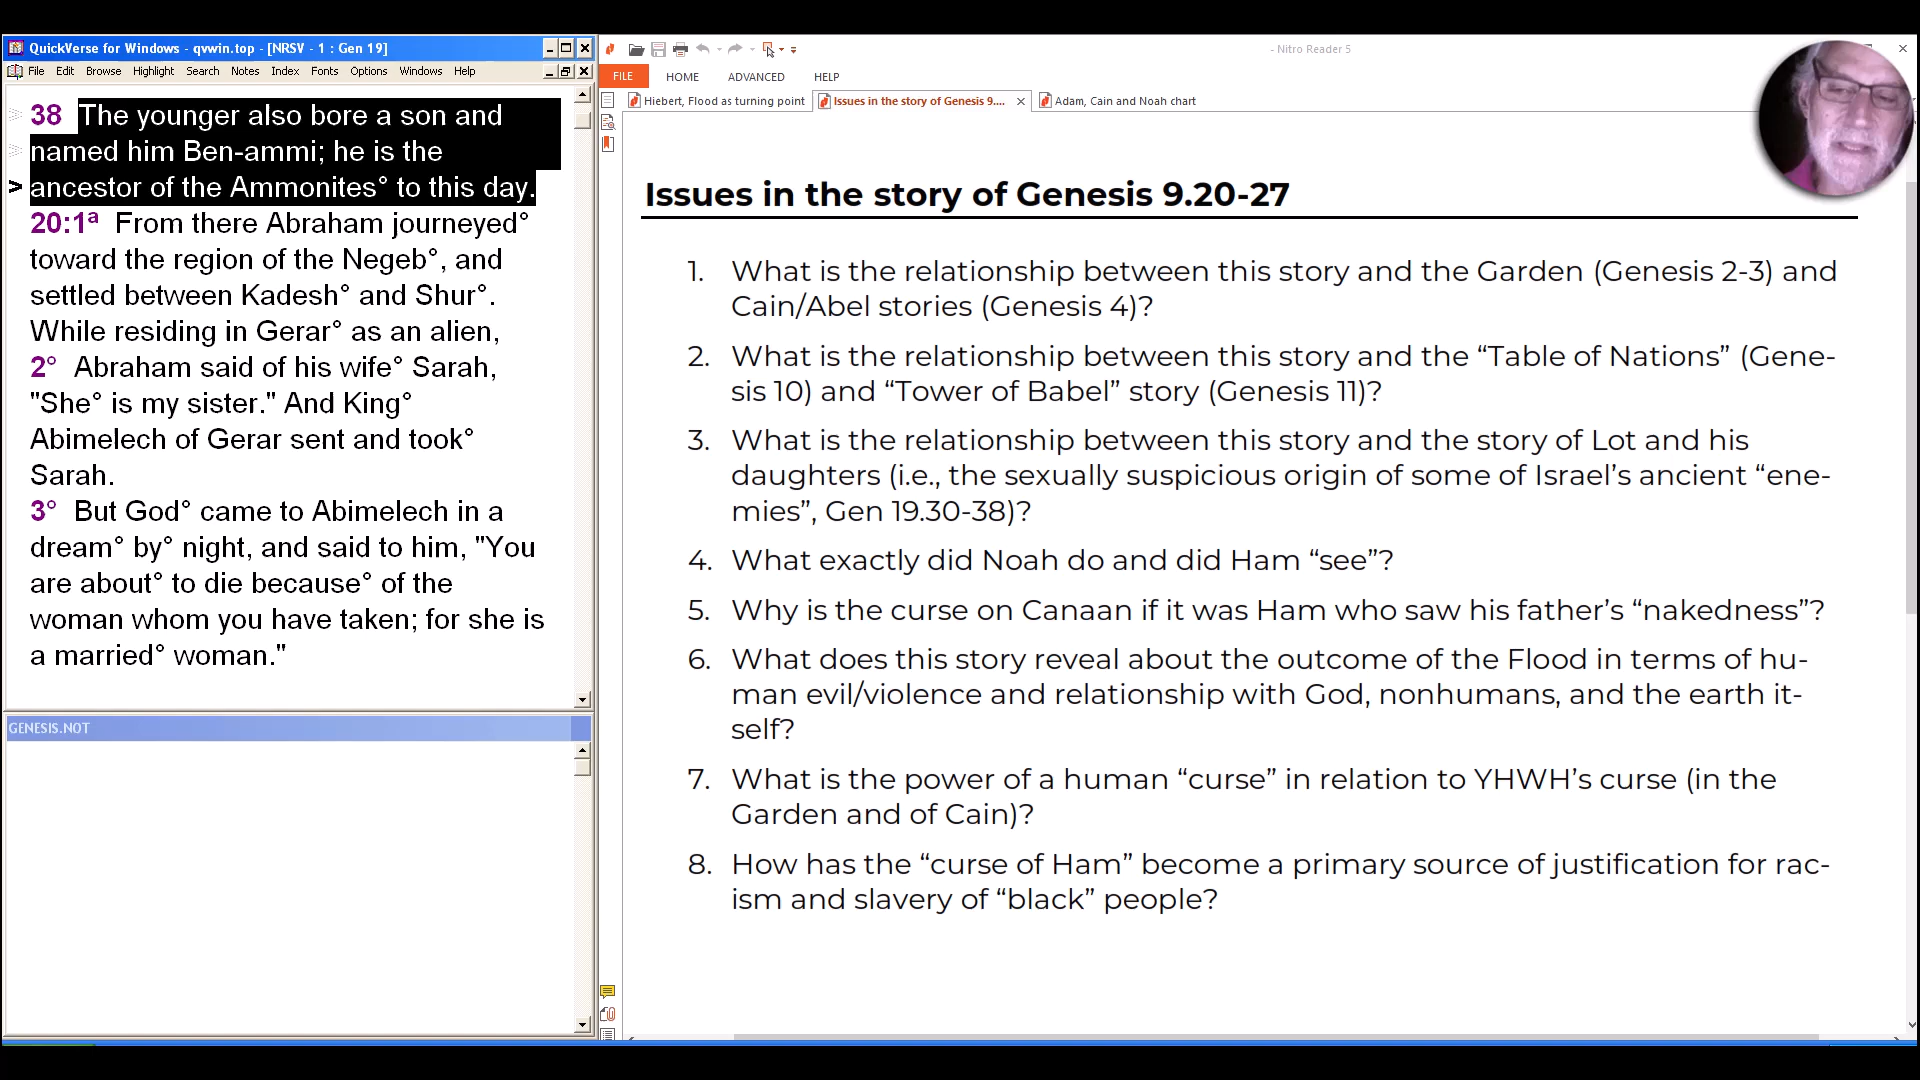 QuickVerse for Windows - qvwin.top - [NRSV - 1 : Gen 19]
File Edit Browse Highlight Search Notes Index Fonts Options Windows Help
38 The younger also bore a son and
named him Ben-ammi; he is the
> ancestor of the Ammonites° to this day.
20:1ª From there Abraham journeyed°
toward the region of the Negeb°, and
settled between Kadesh° and Shur°.
While residing in Gerar° as an alien,
2° Abraham said of his wife° Sarah,
"She° is my sister." And King°
Abimelech of Gerar sent and took°
Sarah.
3° But God° came to Abimelech in a
dream° by° night, and said to him, "You
are about° to die because° of the
woman whom you have taken; for she is
a married° woman."
GENESIS.NOT
- Nitro Reader 5
FILE HOME ADVANCED HELP
Hiebert, Flood as turning point Issues in the story of Genesis 9.... Adam, Cain and Noah chart
Issues in the story of Genesis 9.20-27
1. What is the relationship between this story and the Garden (Genesis 2-3) and
Cain/Abel stories (Genesis 4)?
2. What is the relationship between this story and the “Table of Nations” (Gene-
sis 10) and “Tower of Babel” story (Genesis 11)?
3. What is the relationship between this story and the story of Lot and his
daughters (i.e., the sexually suspicious origin of some of Israel’s ancient “ene-
mies”, Gen 19.30-38)?
4. What exactly did Noah do and did Ham “see”?
5. Why is the curse on Canaan if it was Ham who saw his father’s “nakedness”?
6. What does this story reveal about the outcome of the Flood in terms of hu-
man evil/violence and relationship with God, nonhumans, and the earth it-
self?
7. What is the power of a human “curse” in relation to YHWH’s curse (in the
Garden and of Cain)?
8. How has the “curse of Ham” become a primary source of justification for rac-
ism and slavery of “black” people?